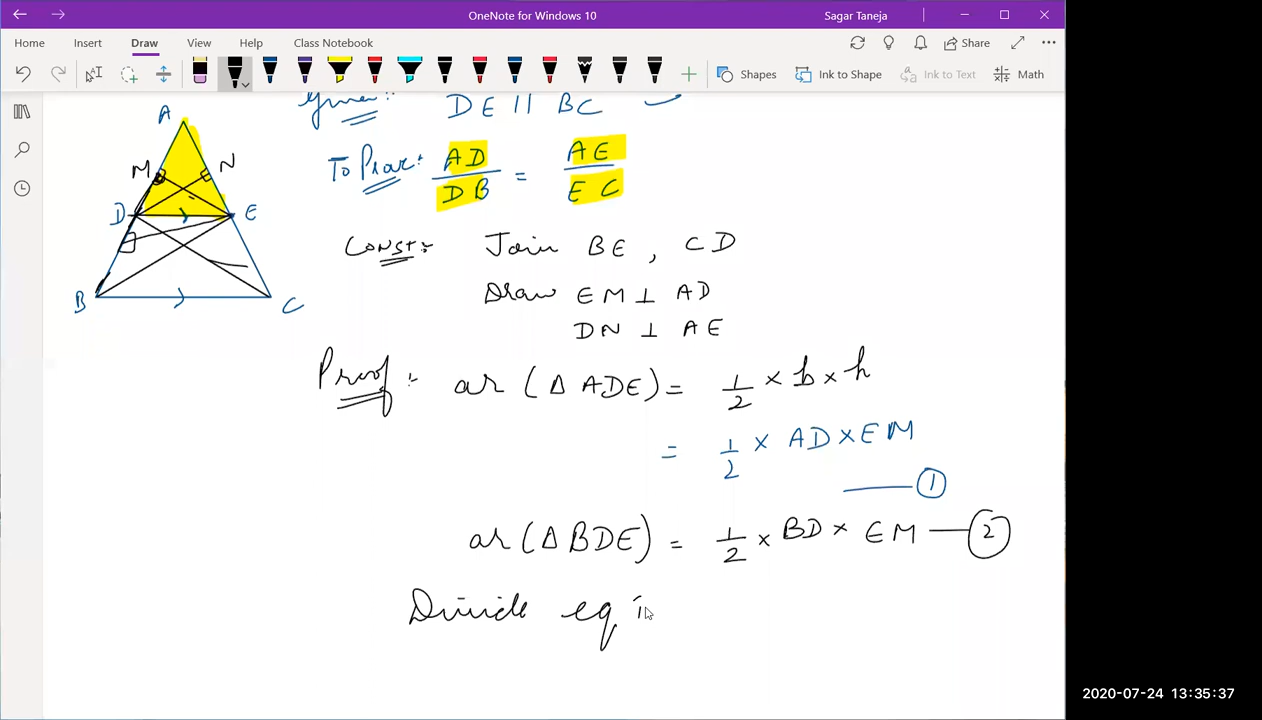 OneNote for Windows 10
Sagar Taneja
Home Insert Draw View Help Class Notebook
Share
Shapes Ink to Shape Ink to Text Math
Given:- DE || BC
A
M N
D E
B C
To Prove: AD/DB = AE/EC
Const:- Join BE, CD
Draw EM ⊥ AD
DN ⊥ AE
Proof:- ar (Δ ADE) = 1/2 × b × h
= 1/2 × AD × EM
—— ①
ar (Δ BDE) = 1/2 × BD × EM — ②
Divide eq
2020-07-24 13:35:37